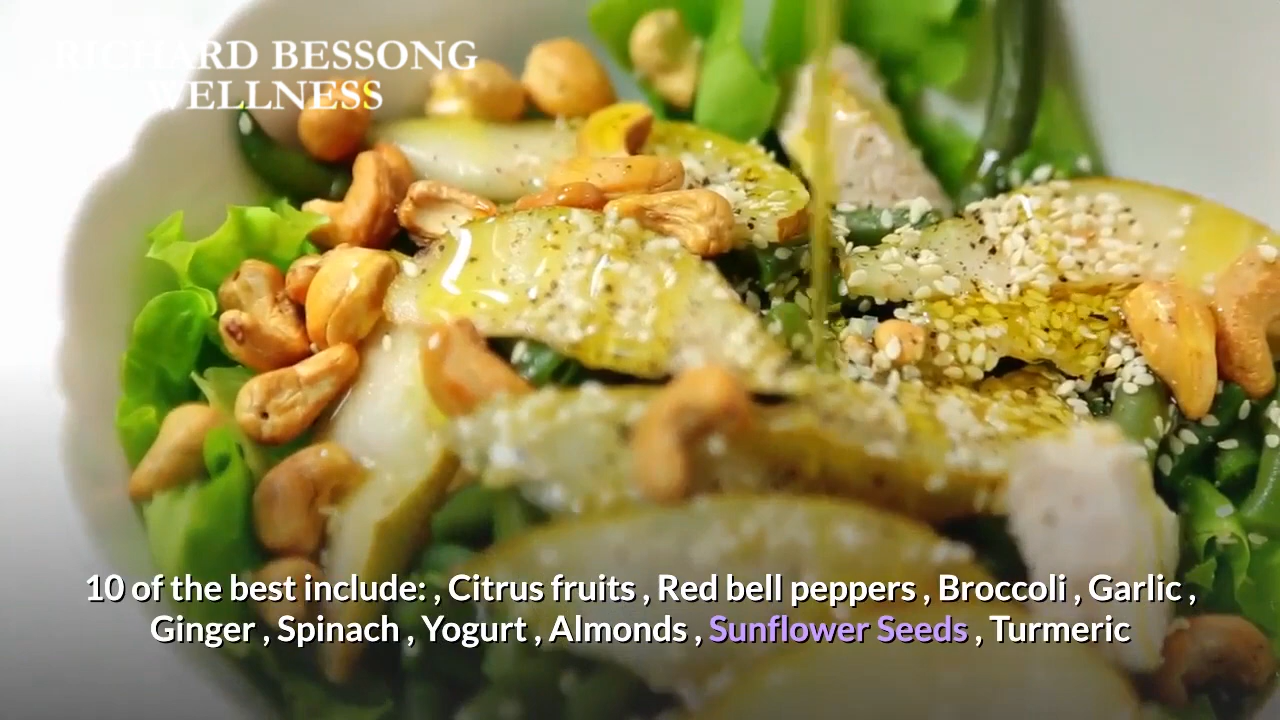 RICHARD BESSONG
WELLNESS
10 of the best include: , Citrus fruits , Red bell peppers , Broccoli , Garlic ,
Ginger , Spinach , Yogurt , Almonds , Sunflower Seeds , Turmeric